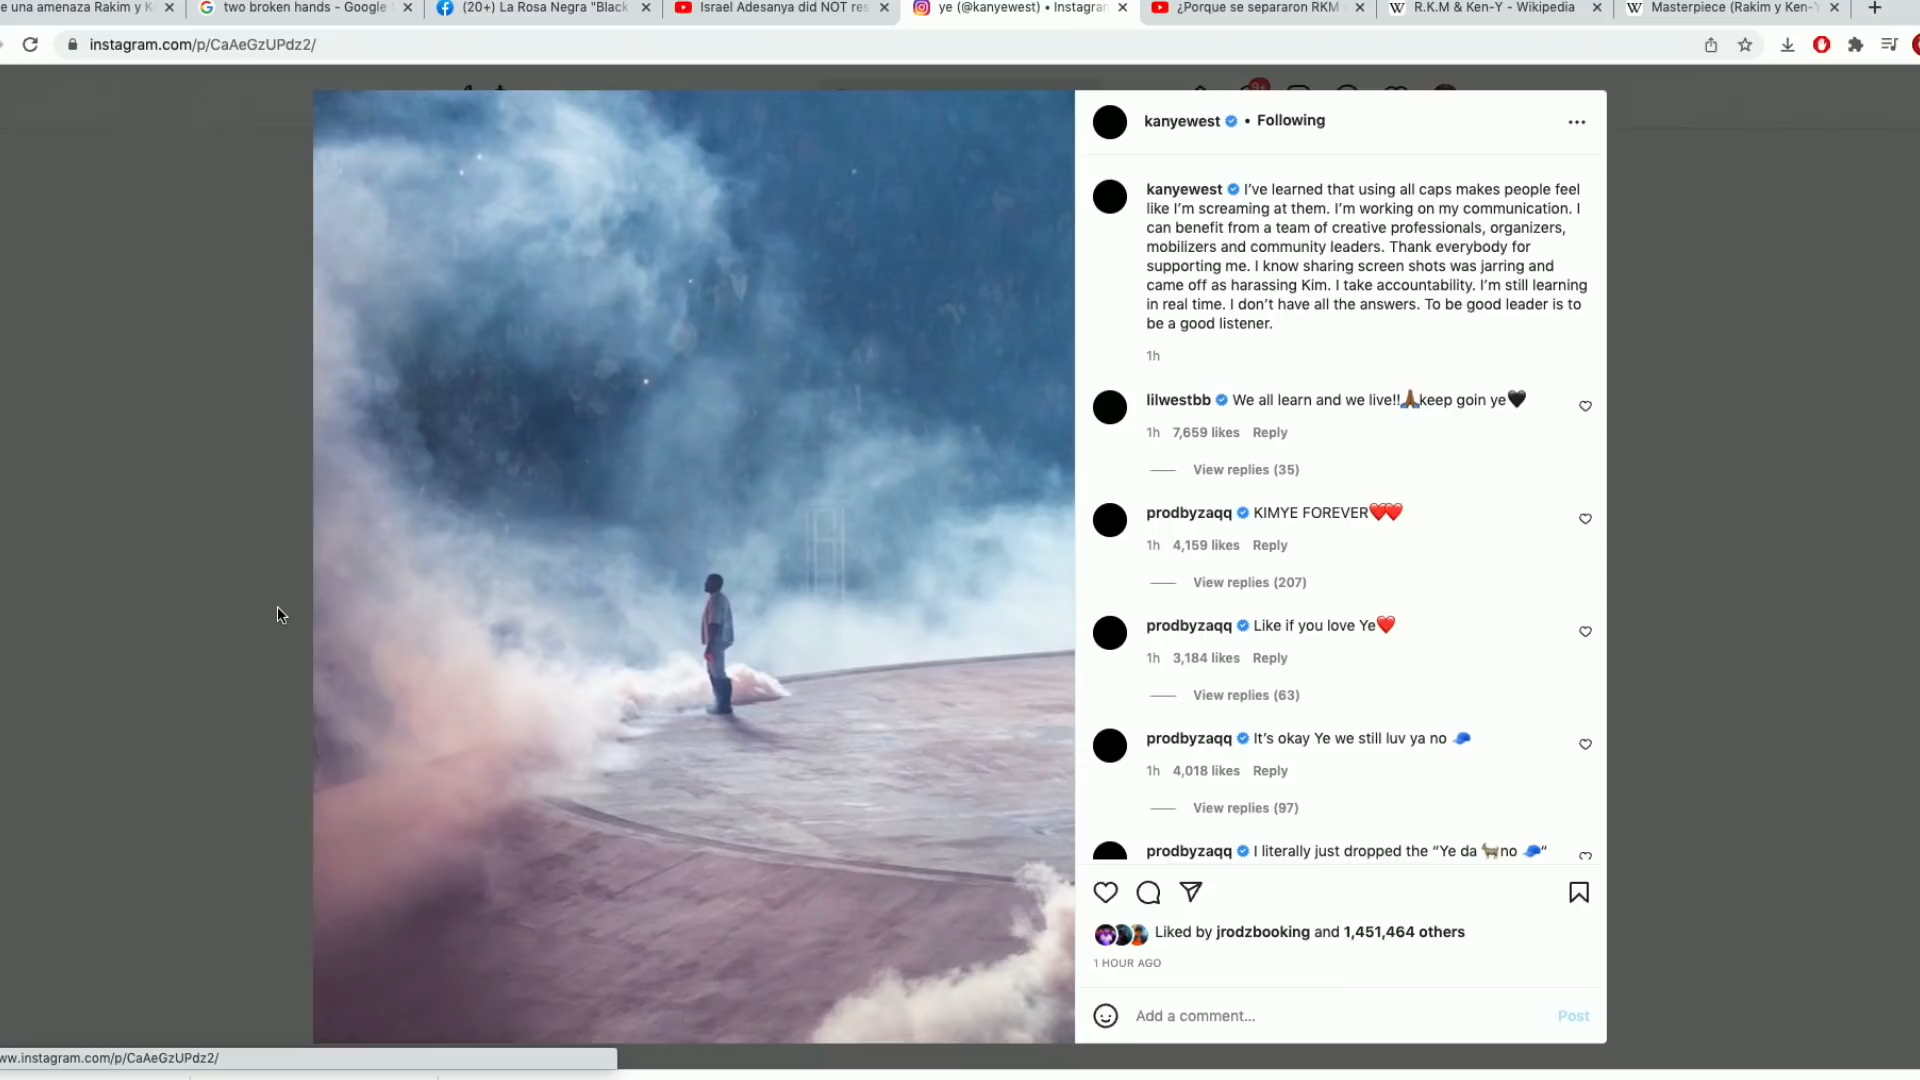 e una amenaza Rakim y K
two broken hands - Google
(20+) La Rosa Negra "Black
Israel Adesanya did NOT res
ye (@kanyewest) • Instagram
¿Porque se separaron RKM
R.K.M & Ken-Y - Wikipedia
Masterpiece (Rakim y Ken-Y
instagram.com/p/CaAeGzUPdz2/
9+
kanyewest • Following
kanyewest I've learned that using all caps makes people feel
like I'm screaming at them. I'm working on my communication. I
can benefit from a team of creative professionals, organizers,
mobilizers and community leaders. Thank everybody for
supporting me. I know sharing screen shots was jarring and
came off as harassing Kim. I take accountability. I'm still learning
in real time. I don't have all the answers. To be good leader is to
be a good listener.
1h
lilwestbb We all learn and we live!!🙏🏾keep goin ye🖤
1h 7,659 likes Reply
View replies (35)
prodbyzaqq KIMYE FOREVER❤️❤️
1h 4,159 likes Reply
View replies (207)
prodbyzaqq Like if you love Ye❤️
1h 3,184 likes Reply
View replies (63)
prodbyzaqq It's okay Ye we still luv ya no 🧢
1h 4,018 likes Reply
View replies (97)
prodbyzaqq I literally just dropped the “Ye da 🐐no 🧢“
Liked by jrodzbooking and 1,451,464 others
1 HOUR AGO
Add a comment...
Post
ww.instagram.com/p/CaAeGzUPdz2/